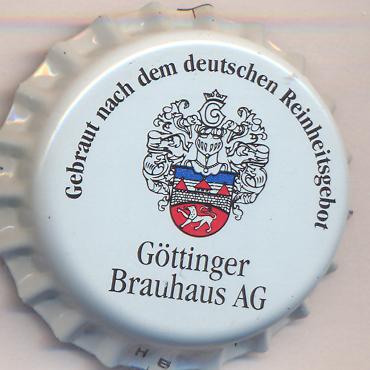 Gebraut nach dem deutschen Reinheitsgebot
G
Göttinger
Brauhaus AG